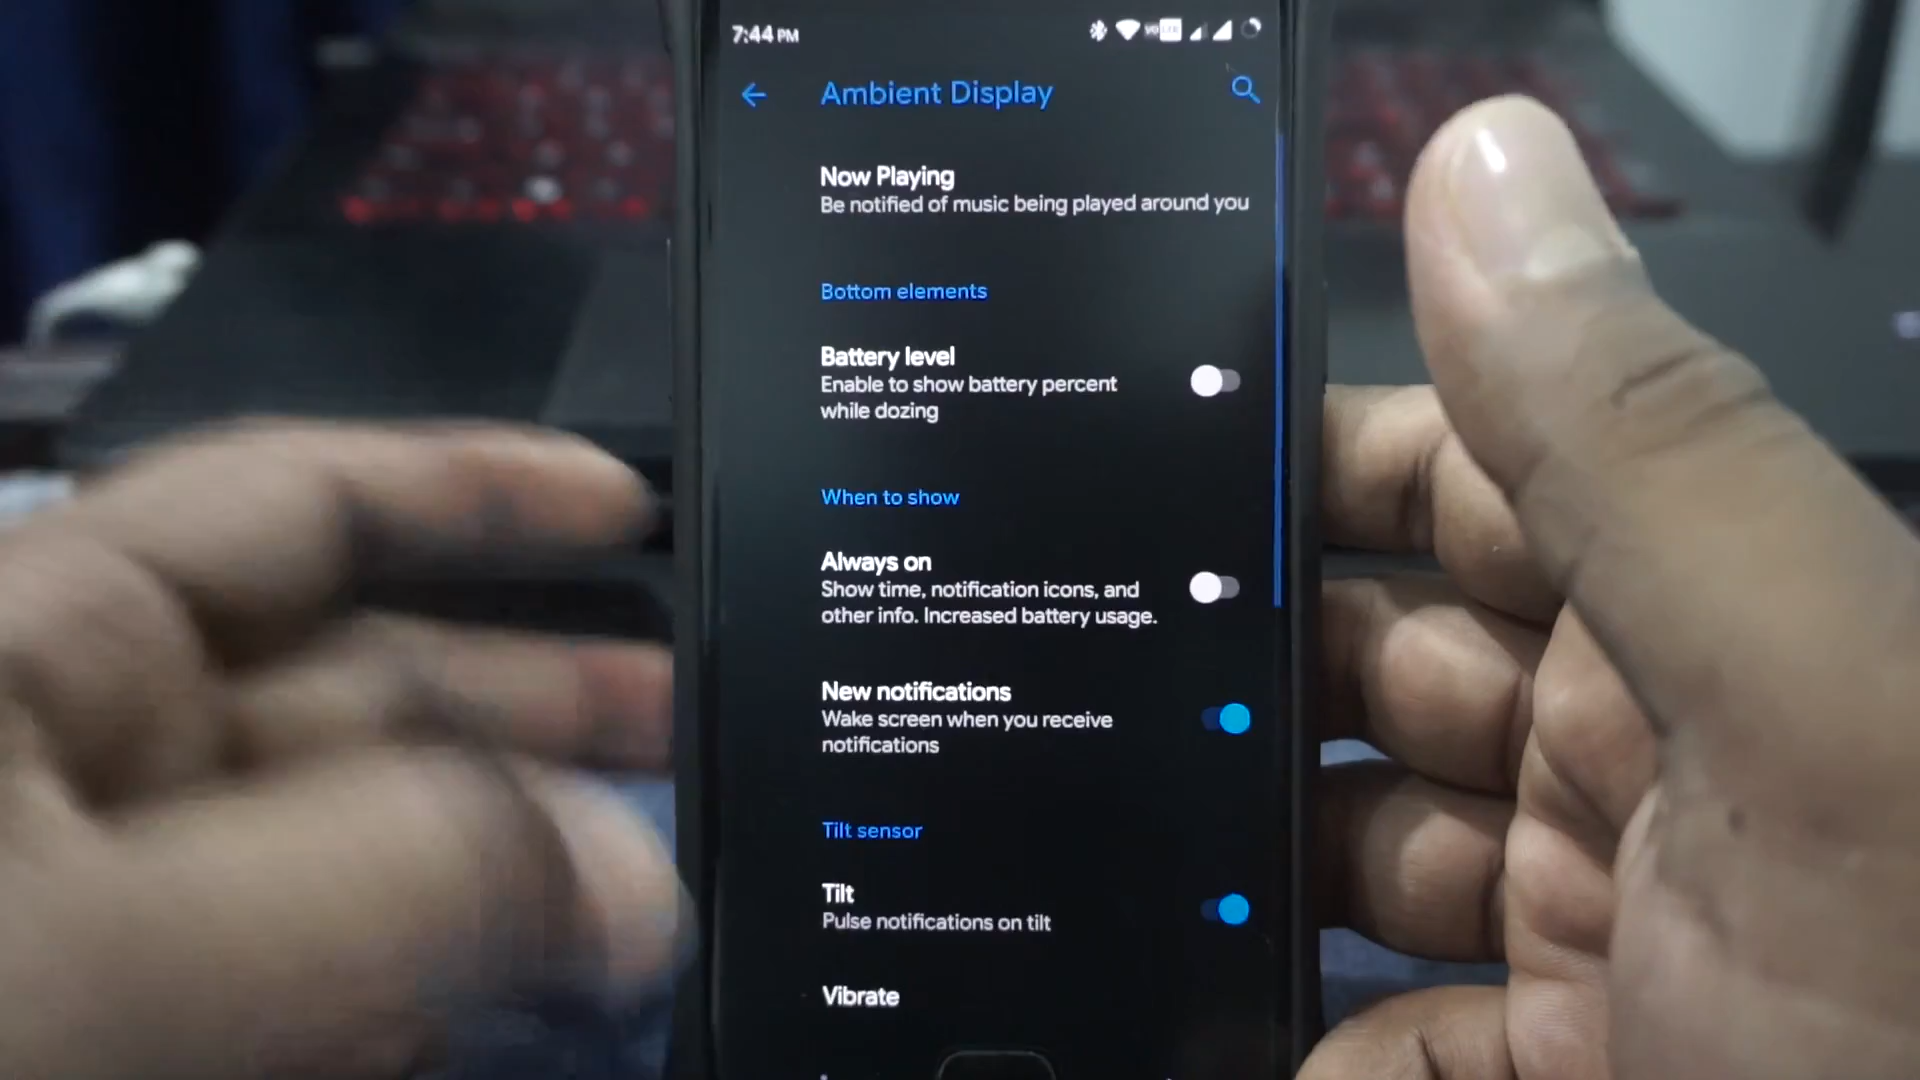 7:44 PM
Ambient Display
Now Playing
Be notified of music being played around you
Bottom elements
Battery level
Enable to show battery percent
while dozing
When to show
Always on
Show time, notification icons, and
other info. Increased battery usage.
New notifications
Wake screen when you receive
notifications
Tilt sensor
Tilt
Pulse notifications on tilt
Vibrate